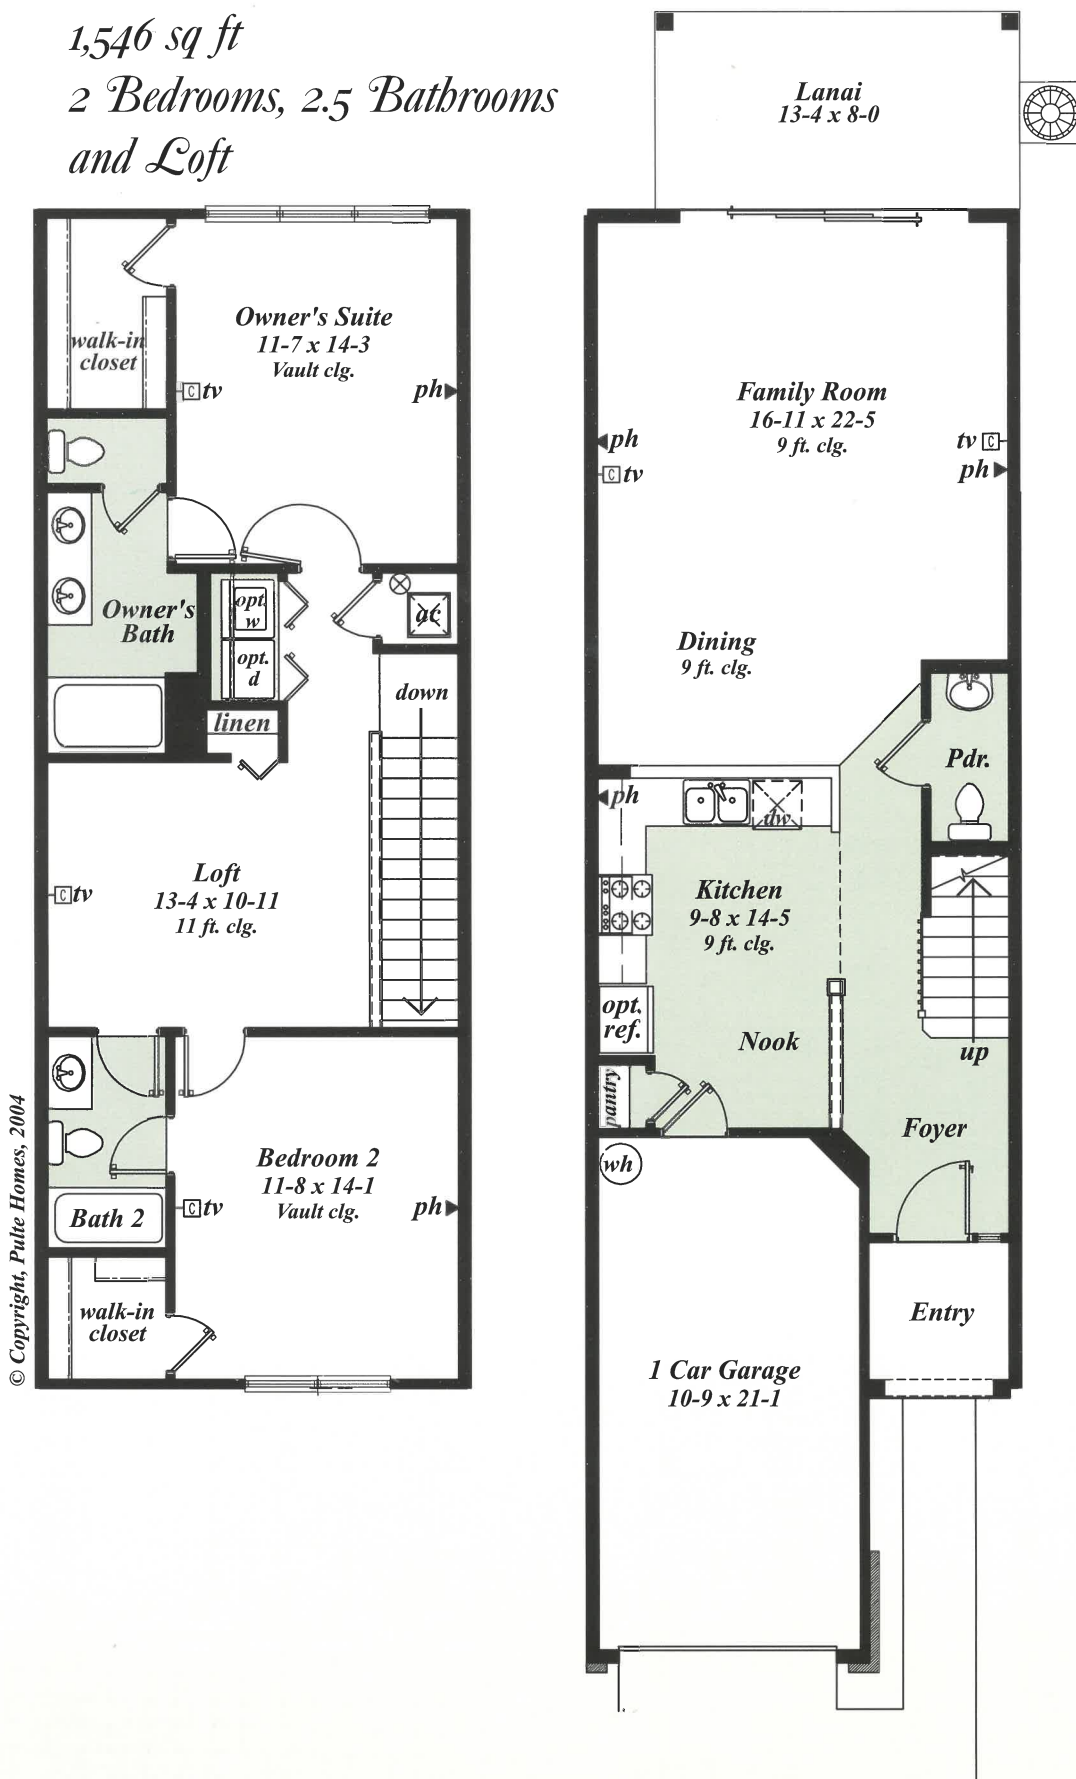 1,546 sq ft
2 Bedrooms, 2.5 Bathrooms
and Loft
walk-in
closet
Owner's Suite
11-7 x 14-3
Vault clg.
C tv
ph
Owner's
Bath
opt.
w
opt.
d
ac
linen
down
Loft
13-4 x 10-11
11 ft. clg.
C tv
Bedroom 2
11-8 x 14-1
Vault clg.
C tv
ph
Bath 2
walk-in
closet
© Copyright, Pulte Homes, 2004
Lanai
13-4 x 8-0
Family Room
16-11 x 22-5
9 ft. clg.
ph
C tv
tv C
ph
Dining
9 ft. clg.
Pdr.
ph
dw
Kitchen
9-8 x 14-5
9 ft. clg.
opt.
ref.
Nook
up
pantry
Foyer
wh
Entry
1 Car Garage
10-9 x 21-1